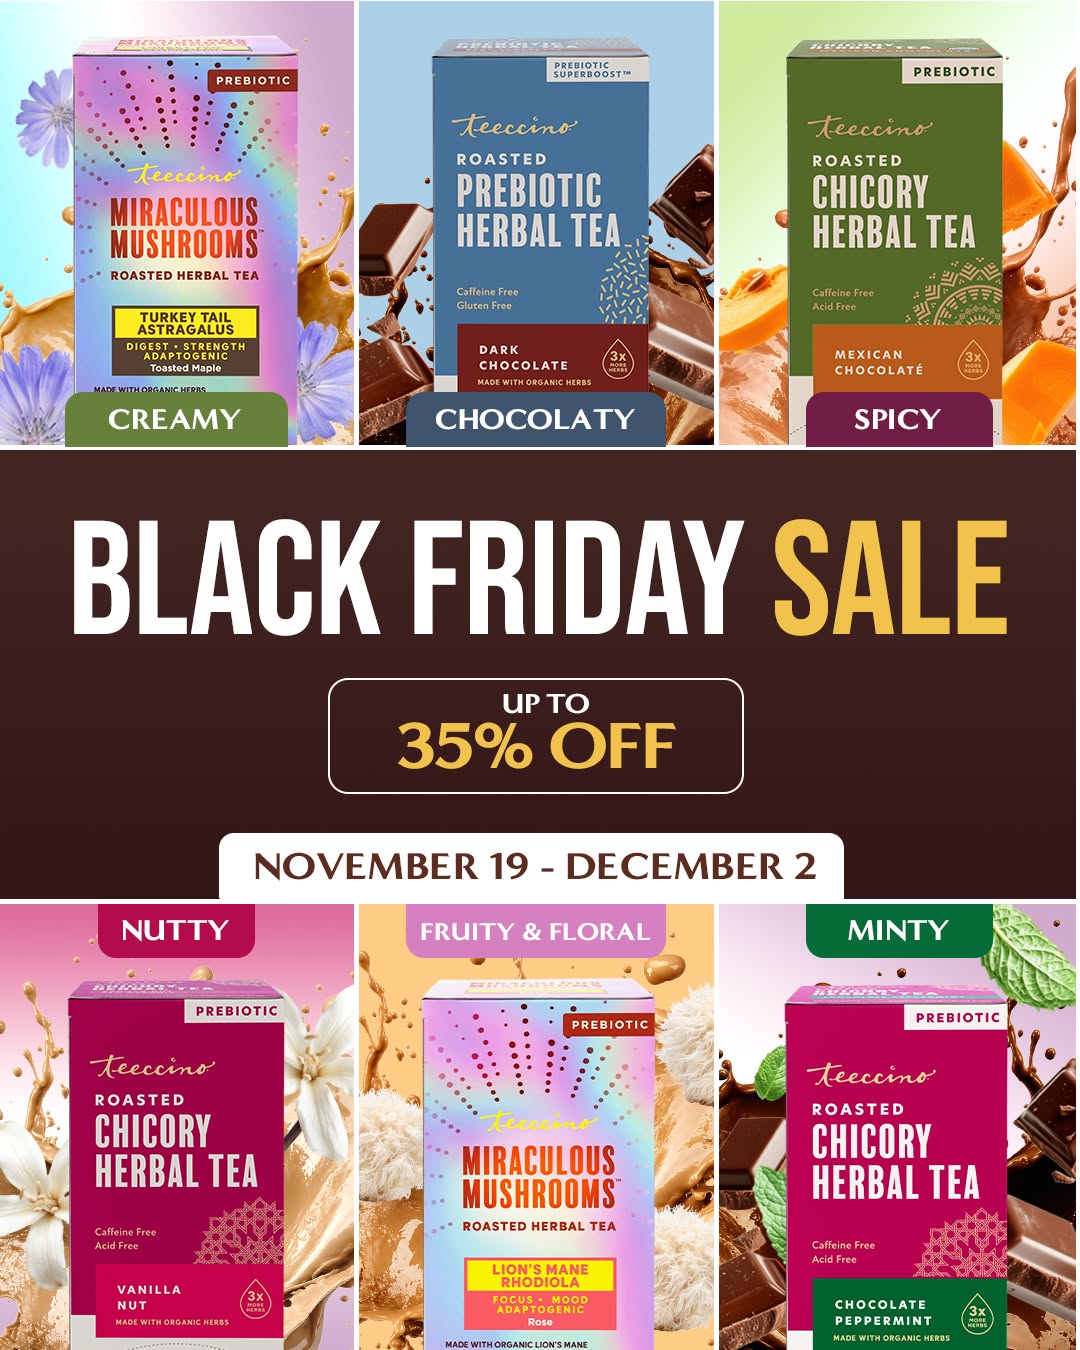 PREBIOTIC
teeccino
MIRACULOUS
MUSHROOMS™
ROASTED HERBAL TEA
TURKEY TAIL
ASTRAGALUS
DIGEST • STRENGTH
ADAPTOGENIC
Toasted Maple
MADE WITH ORGANIC HERBS
CREAMY
PREBIOTIC
SUPERBOOST™
teeccino
ROASTED
PREBIOTIC
HERBAL TEA
Caffeine Free
Gluten Free
DARK
CHOCOLATE
MADE WITH ORGANIC HERBS
3x
MORE
HERBS
CHOCOLATY
CHICORY
HERBAL TEA
PREBIOTIC
teeccino
ROASTED
CHICORY
HERBAL TEA
Caffeine Free
Acid Free
MEXICAN
CHOCOLATÉ
3x
MORE
HERBS
SPICY
BLACK FRIDAY SALE
UP TO
35% OFF
NOVEMBER 19 - DECEMBER 2
NUTTY
PREBIOTIC
teeccino
ROASTED
CHICORY
HERBAL TEA
Caffeine Free
Acid Free
VANILLA
NUT
MADE WITH ORGANIC HERBS
3x
MORE
HERBS
FRUITY & FLORAL
PREBIOTIC
teeccino
MIRACULOUS
MUSHROOMS™
ROASTED HERBAL TEA
LION'S MANE
RHODIOLA
FOCUS • MOOD
ADAPTOGENIC
Rose
MADE WITH ORGANIC LION'S MANE
MINTY
PREBIOTIC
teeccino
ROASTED
CHICORY
HERBAL TEA
Caffeine Free
Acid Free
CHOCOLATE
PEPPERMINT
MADE WITH ORGANIC HERBS
3x
MORE
HERBS